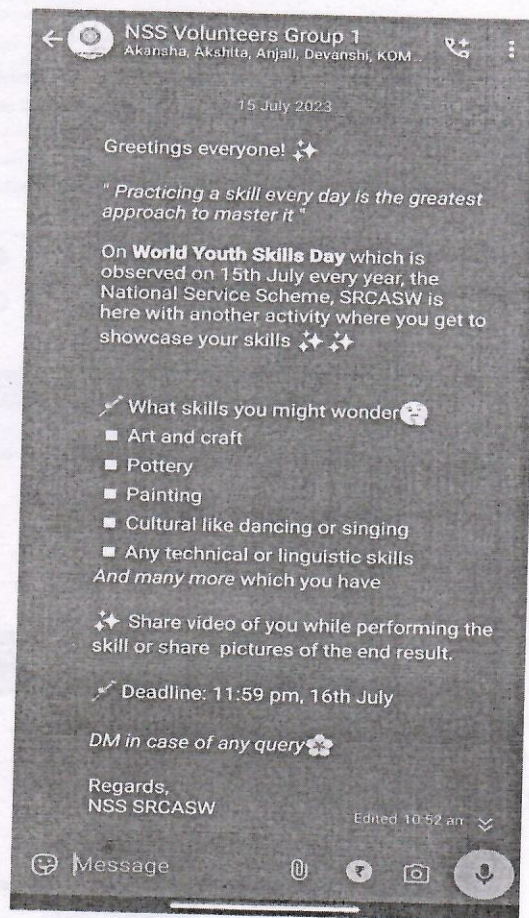 NSS Volunteers Group 1
Akansha, Akshita, Anjali, Devanshi, KOM...
15 July 2023
Greetings everyone! ✨
" Practicing a skill every day is the greatest
approach to master it "
On World Youth Skills Day which is
observed on 15th July every year, the
National Service Scheme, SRCASW is
here with another activity where you get to
showcase your skills ✨ ✨
What skills you might wonder🤔
▪ Art and craft
▪ Pottery
▪ Painting
▪ Cultural like dancing or singing
▪ Any technical or linguistic skills
And many more which you have
✨ Share video of you while performing the
skill or share pictures of the end result.
Deadline: 11:59 pm, 16th July
DM in case of any query🌸
Regards,
NSS SRCASW
Edited 10:52 am
Message
₹